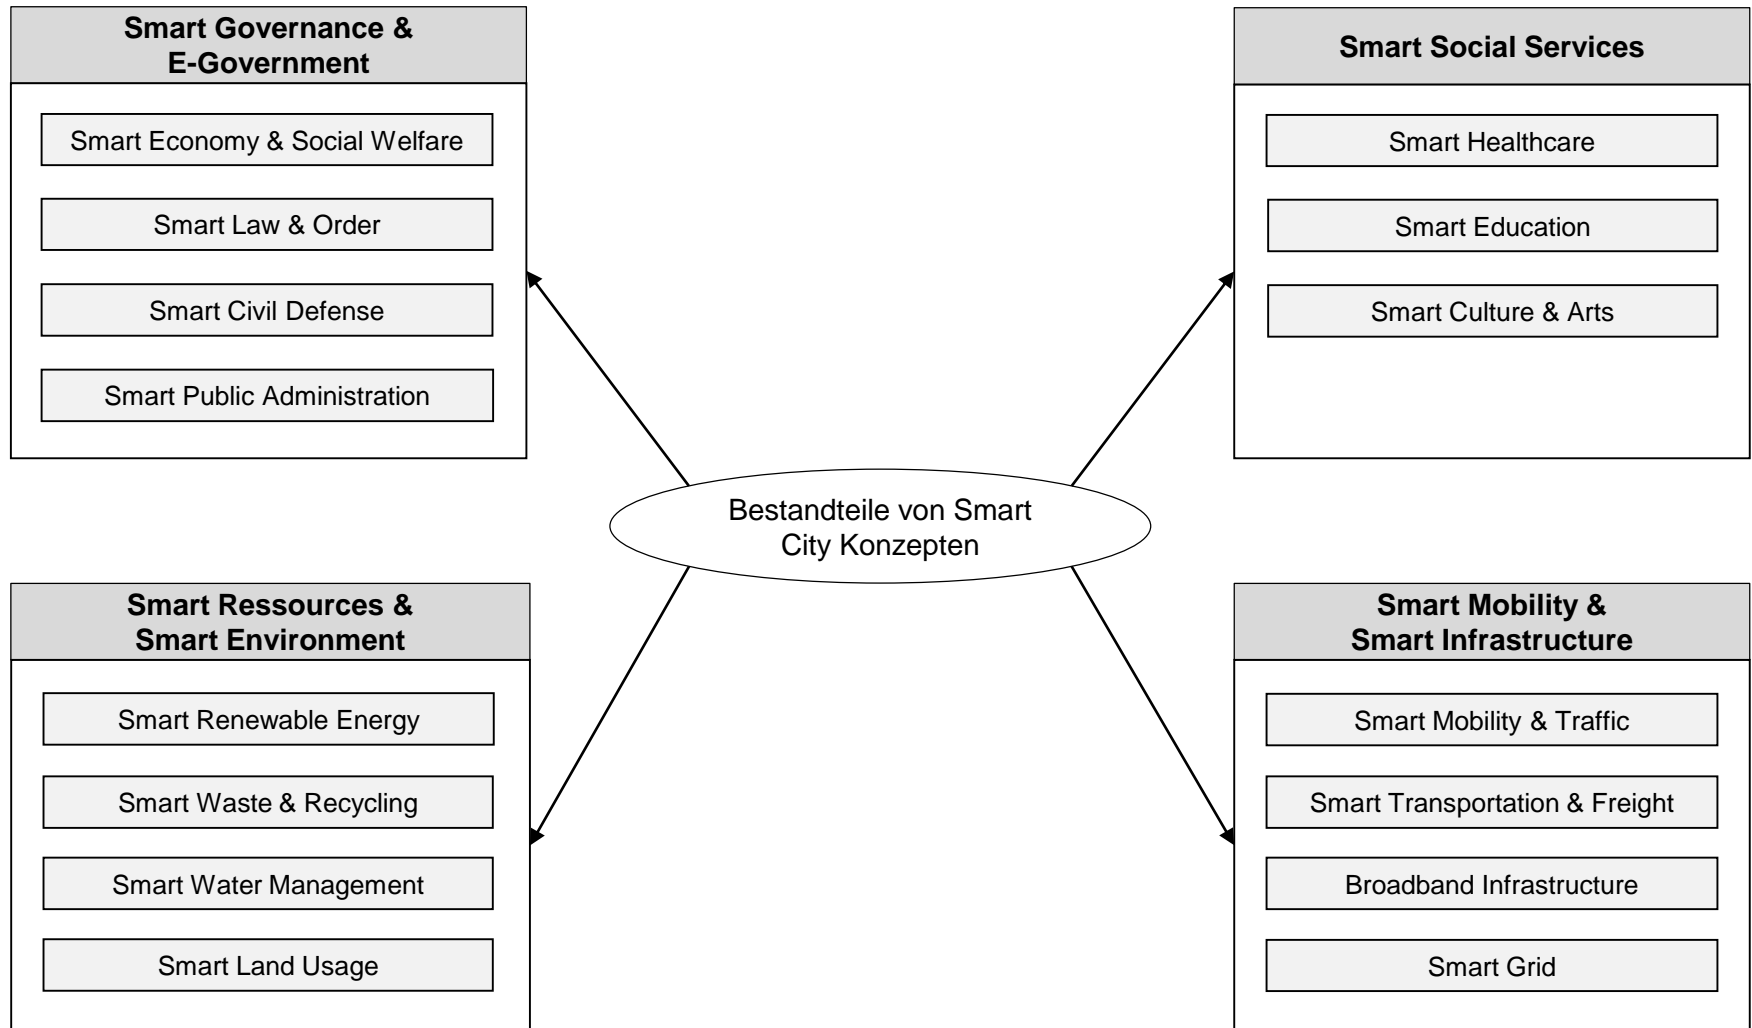 Smart Governance &
E-Government
Smart Economy & Social Welfare
Smart Law & Order
Smart Civil Defense
Smart Public Administration
Smart Social Services
Smart Healthcare
Smart Education
Smart Culture & Arts
Bestandteile von Smart
City Konzepten
Smart Ressources &
Smart Environment
Smart Renewable Energy
Smart Waste & Recycling
Smart Water Management
Smart Land Usage
Smart Mobility &
Smart Infrastructure
Smart Mobility & Traffic
Smart Transportation & Freight
Broadband Infrastructure
Smart Grid